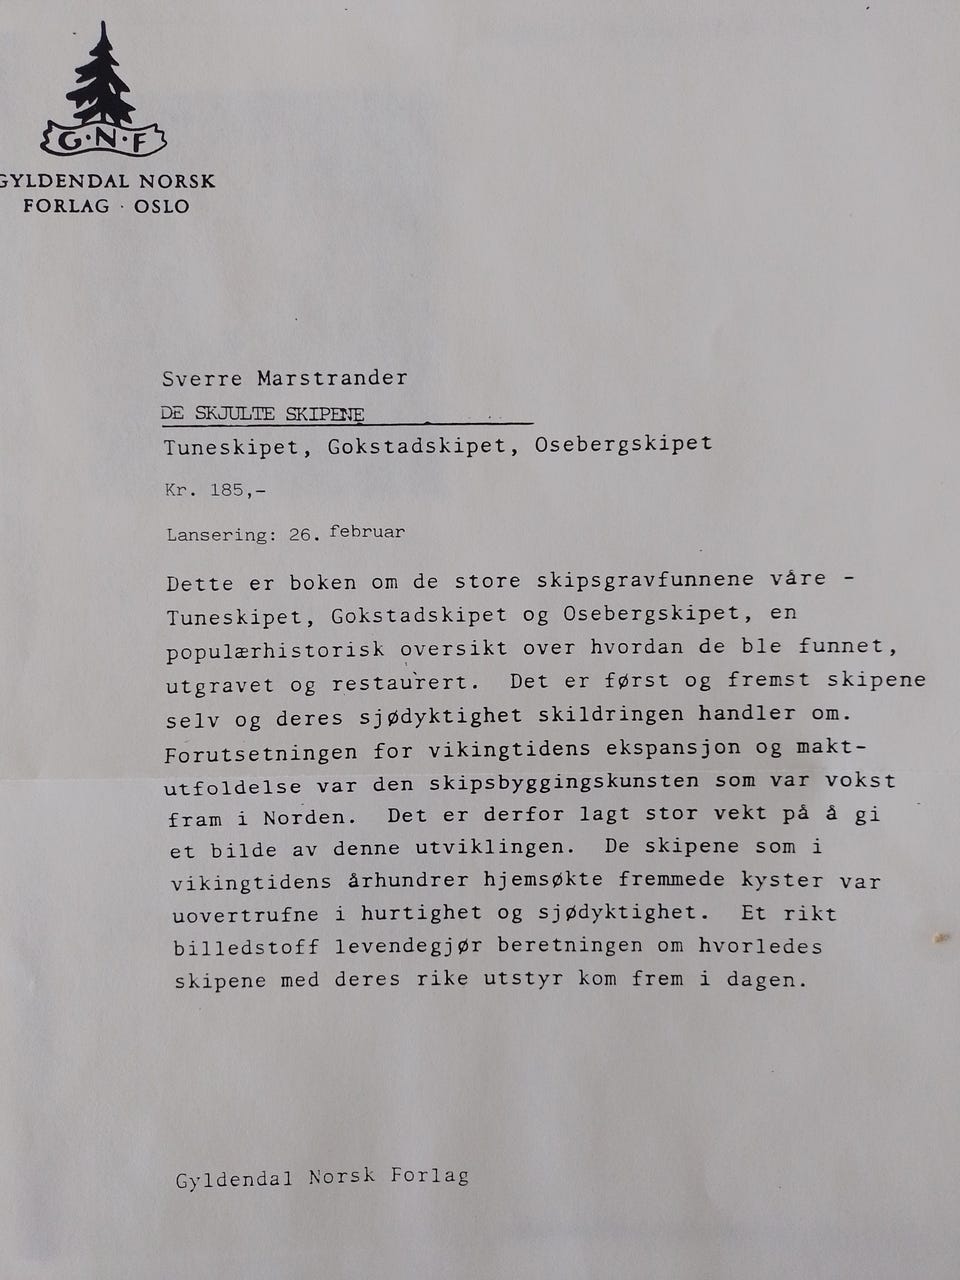 G·N·F
GYLDENDAL NORSK
FORLAG · OSLO
Sverre Marstrander
DE SKJULTE SKIPENE
Tuneskipet, Gokstadskipet, Osebergskipet
Kr. 185,-
Lansering: 26. februar
Dette er boken om de store skipsgravfunnene våre -
Tuneskipet, Gokstadskipet og Osebergskipet, en
populærhistorisk oversikt over hvordan de ble funnet,
utgravet og restaurert. Det er først og fremst skipene
selv og deres sjødyktighet skildringen handler om.
Forutsetningen for vikingtidens ekspansjon og makt-
utfoldelse var den skipsbyggingskunsten som var vokst
fram i Norden. Det er derfor lagt stor vekt på å gi
et bilde av denne utviklingen. De skipene som i
vikingtidens århundrer hjemsøkte fremmede kyster var
uovertrufne i hurtighet og sjødyktighet. Et rikt
billedstoff levendegjør beretningen om hvorledes
skipene med deres rike utstyr kom frem i dagen.
Gyldendal Norsk Forlag